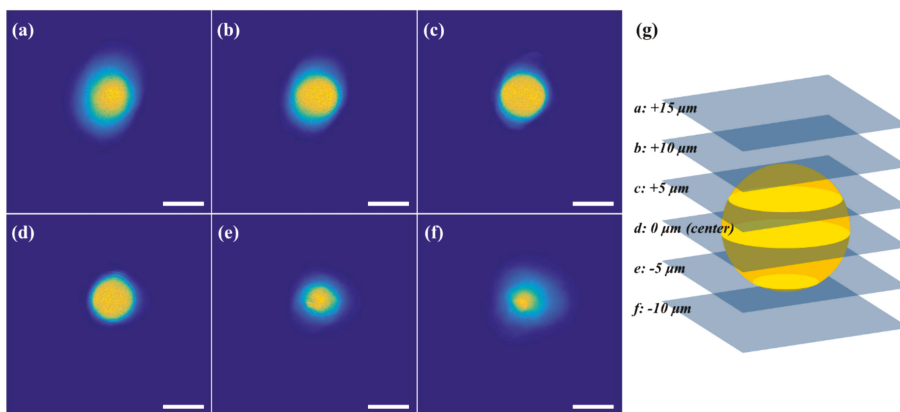 (a)
(b)
(c)
(g)
a: +15 μm
b: +10 μm
c: +5 μm
d: 0 μm (center)
e: -5 μm
f: -10 μm
(d)
(e)
(f)